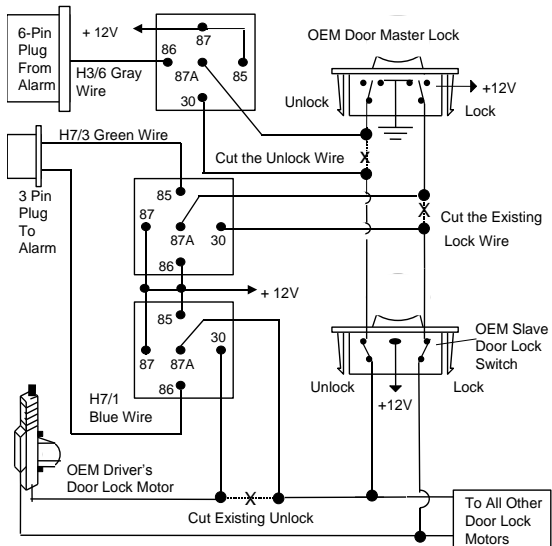 6-Pin
Plug
From
Alarm
+ 12V
86
87
H3/6 Gray
Wire
87A
85
30
OEM Door Master Lock
Unlock
+12V
Lock
3 Pin
Plug
To
Alarm
H7/3 Green Wire
Cut the Unlock Wire
X
85
87
87A
30
86
X
Cut the Existing
Lock Wire
+ 12V
85
30
87
87A
86
H7/1
Blue Wire
OEM Slave
Door Lock
Switch
Unlock
Lock
+12V
OEM Driver's
Door Lock Motor
X
Cut Existing Unlock
To All Other
Door Lock
Motors